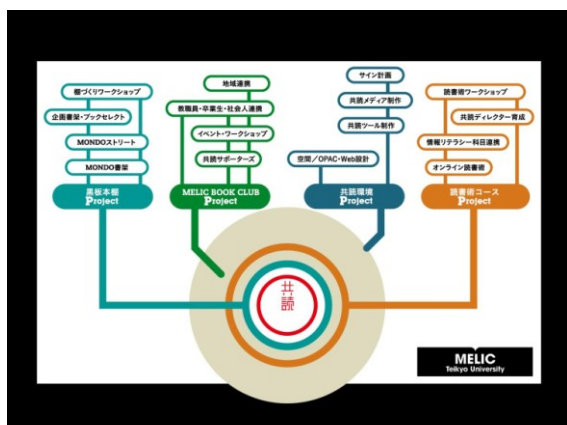 棚づくりワークショップ
企画書架・ブックセレクト
MONDOストリート
MONDO書架
黒板本棚
Project
地域連携
教職員・卒業生・社会人連携
イベント・ワークショップ
共読サポーターズ
MELIC BOOK CLUB
Project
サイン計画
共読メディア制作
共読ツール制作
空間／OPAC・Web設計
共読環境
Project
読書術ワークショップ
共読ディレクター育成
情報リテラシー科目連携
オンライン読書術
読書術コース
Project
共読
MELIC
Teikyo University